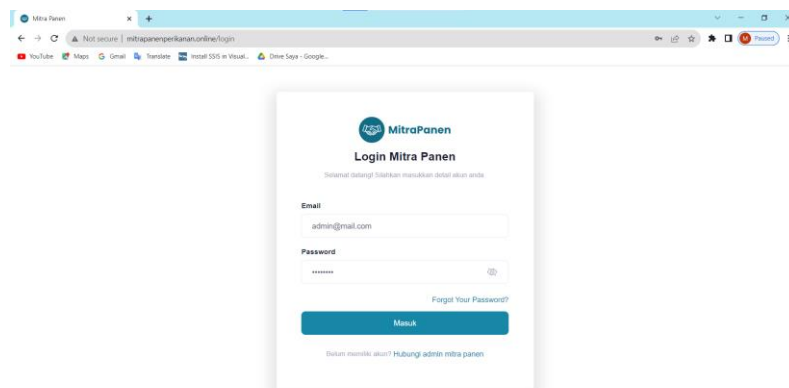 Mitra Panen
Not secure | mitrapanenperikanan.online/login
Paused
YouTube Maps Gmail Translate Install SSIS in Visual... Drive Saya - Google...
MitraPanen
Login Mitra Panen
Selamat datang! Silahkan masukkan detail akun anda
Email
admin@mail.com
Password
••••••••
Forgot Your Password?
Masuk
Belum memiliki akun? Hubungi admin mitra panen